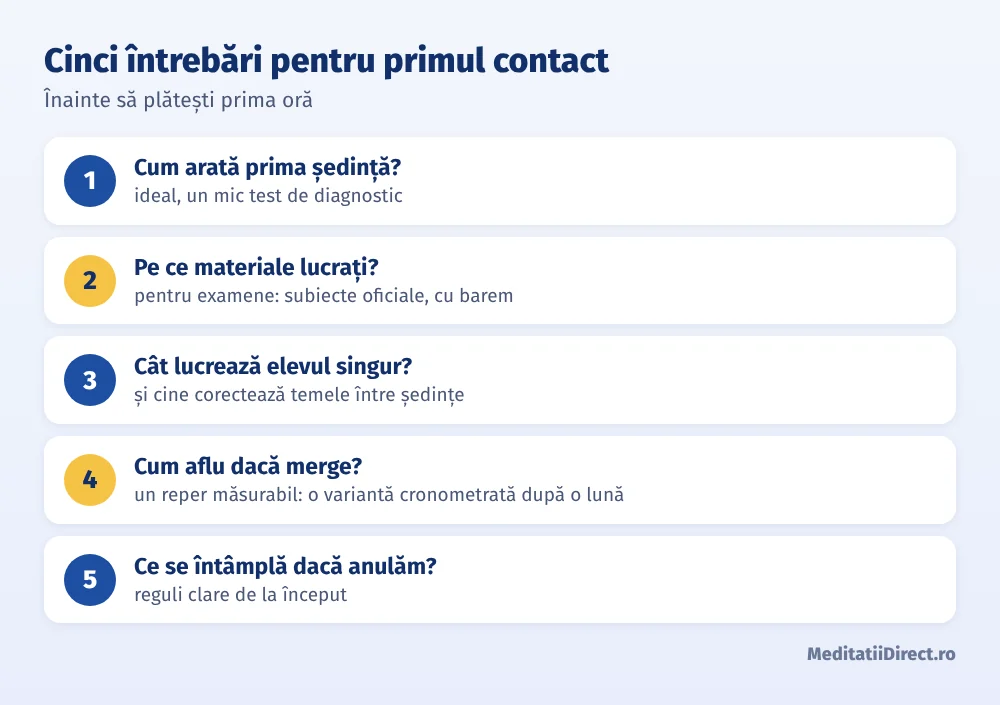 Cinci întrebări pentru primul contact
Înainte să plătești prima oră
1
Cum arată prima ședință?
ideal, un mic test de diagnostic
2
Pe ce materiale lucrați?
pentru examene: subiecte oficiale, cu barem
3
Cât lucrează elevul singur?
și cine corectează temele între ședințe
4
Cum aflu dacă merge?
un reper măsurabil: o variantă cronometrată după o lună
5
Ce se întâmplă dacă anulăm?
reguli clare de la început
MeditatiiDirect.ro